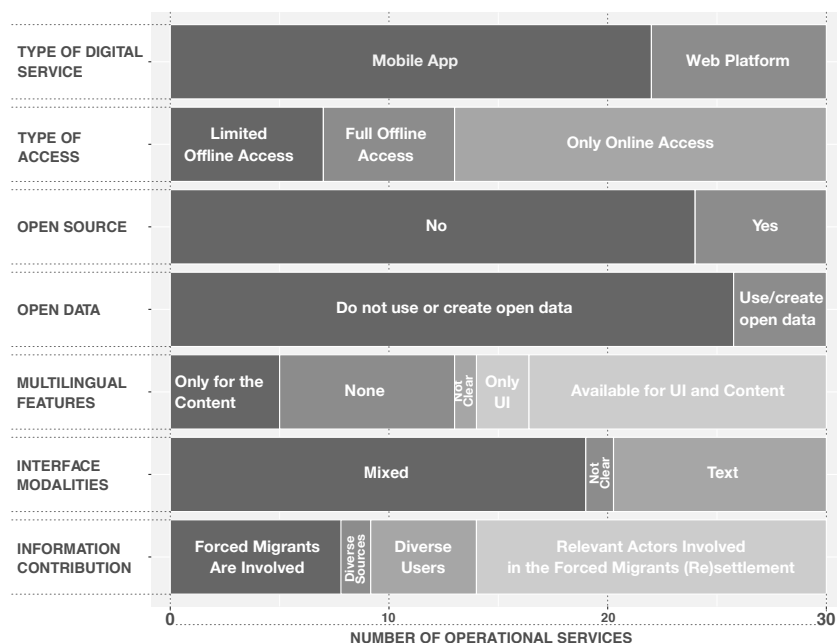 TYPE OF DIGITAL
SERVICE
Mobile App
Web Platform
TYPE OF
ACCESS
Limited
Offline Access
Full Offline
Access
Only Online Access
OPEN SOURCE
No
Yes
OPEN DATA
Do not use or create open data
Use/create
open data
MULTILINGUAL
FEATURES
Only for the
Content
None
Not
Clear
Only
UI
Available for UI and Content
INTERFACE
MODALITIES
Mixed
Not
Clear
Text
INFORMATION
CONTRIBUTION
Forced Migrants
Are Involved
Diverse
Sources
Diverse
Users
Relevant Actors Involved
in the Forced Migrants (Re)settlement
0 10 20 30
NUMBER OF OPERATIONAL SERVICES